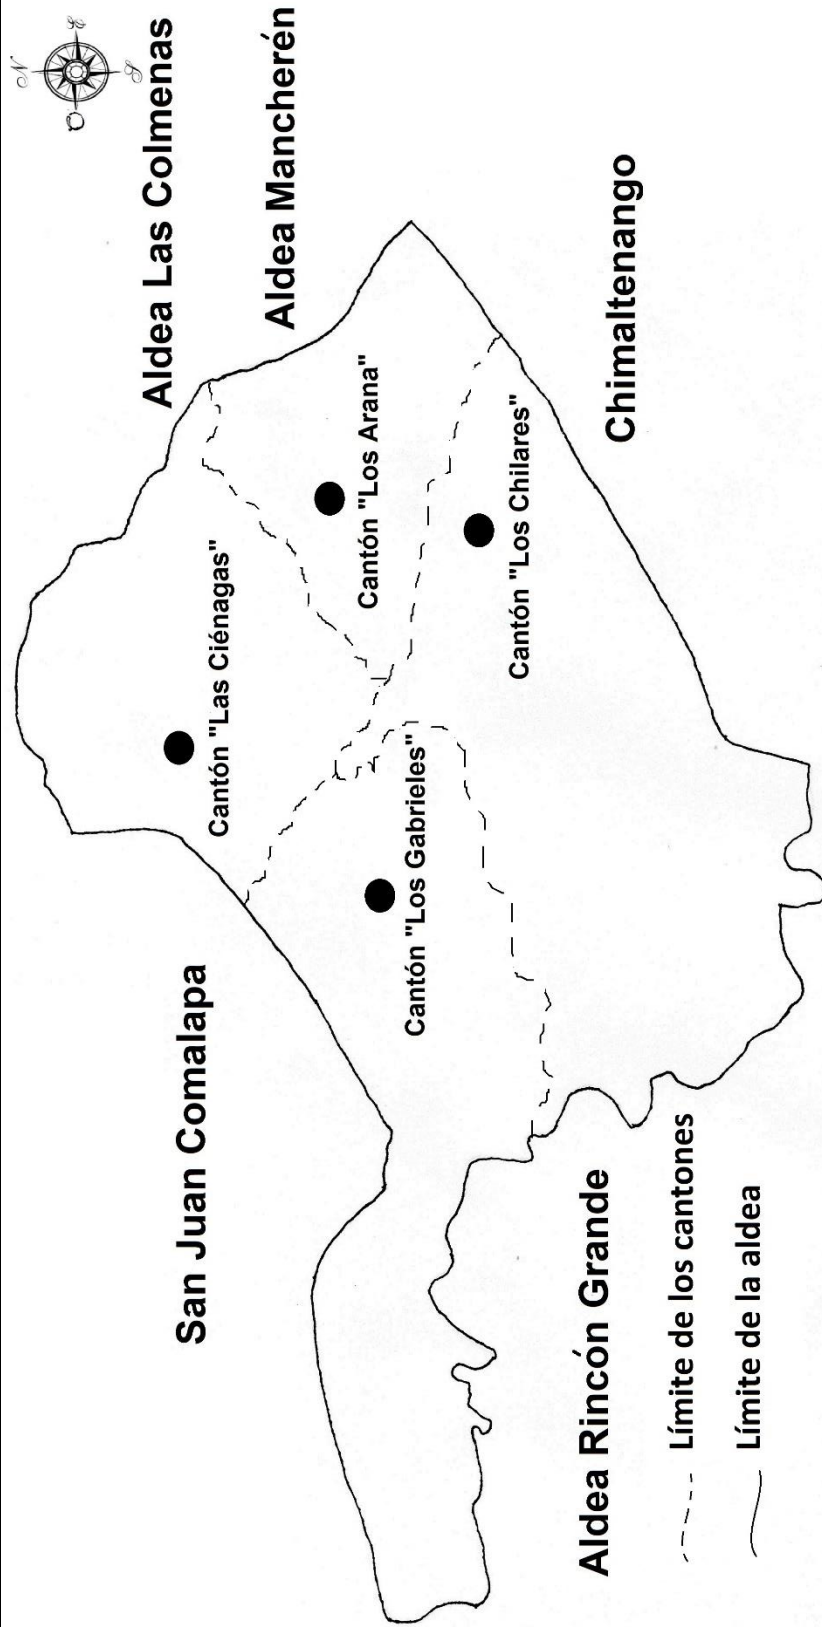 N
E
S
O
Aldea Las Colmenas
Aldea Mancherén
San Juan Comalapa
Cantón "Las Ciénagas"
Cantón "Los Arana"
Cantón "Los Gabrieles"
Cantón "Los Chilares"
Chimaltenango
Aldea Rincón Grande
Límite de los cantones
Límite de la aldea